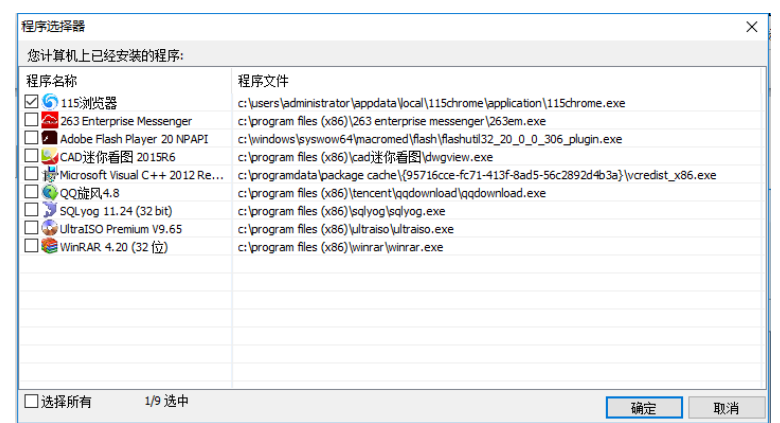 程序选择器
您计算机上已经安装的程序:
程序名称 程序文件
115浏览器 c:\users\administrator\appdata\local\115chrome\application\115chrome.exe
263 Enterprise Messenger c:\program files (x86)\263 enterprise messenger\263em.exe
Adobe Flash Player 20 NPAPI c:\windows\syswow64\macromed\flash\flashutil32_20_0_0_306_plugin.exe
CAD迷你看图 2015R6 c:\program files (x86)\cad迷你看图\dwgview.exe
Microsoft Visual C++ 2012 Re... c:\programdata\package cache\{95716cce-fc71-413f-8ad5-56c2892d4b3a}\vcredist_x86.exe
QQ旋风4.8 c:\program files (x86)\tencent\qqdownload\qqdownload.exe
SQLyog 11.24 (32 bit) c:\program files (x86)\sqlyog\sqlyog.exe
UltraISO Premium V9.65 c:\program files (x86)\ultraiso\ultraiso.exe
WinRAR 4.20 (32 位) c:\program files (x86)\winrar\winrar.exe
选择所有 1/9 选中 确定 取消